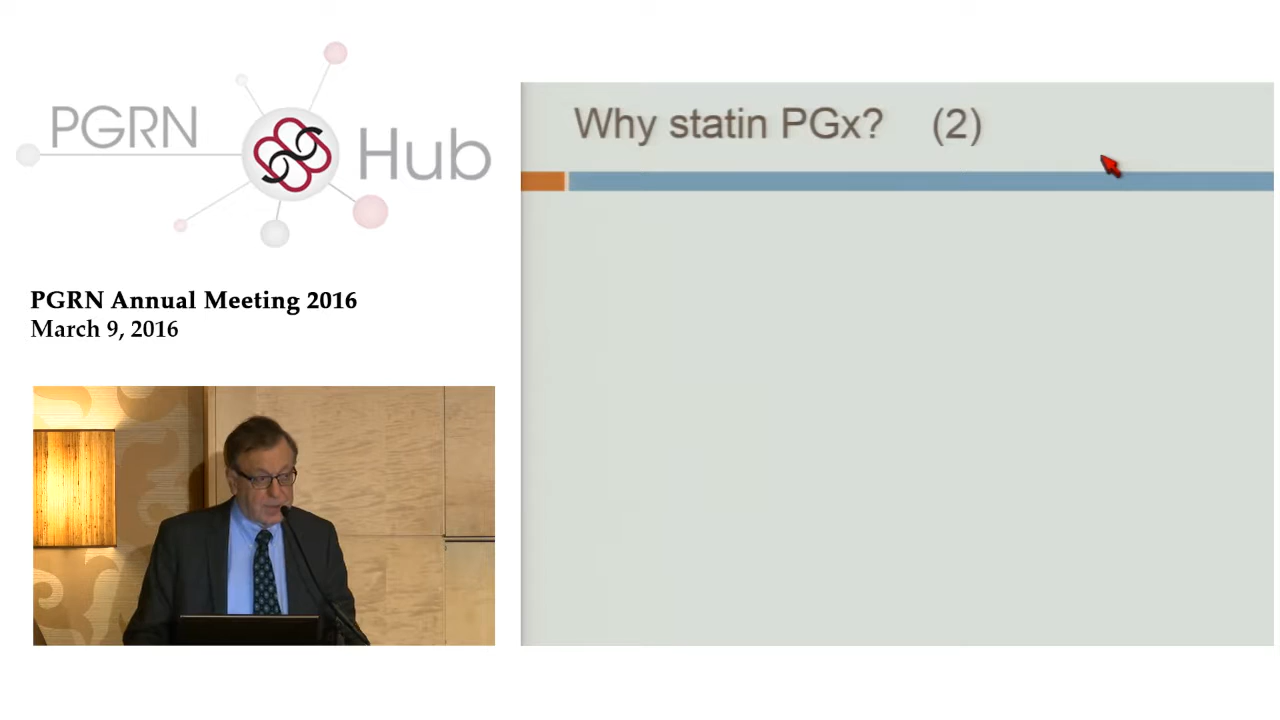 PGRN Hub
PGRN Annual Meeting 2016
March 9, 2016
Why statin PGx? (2)